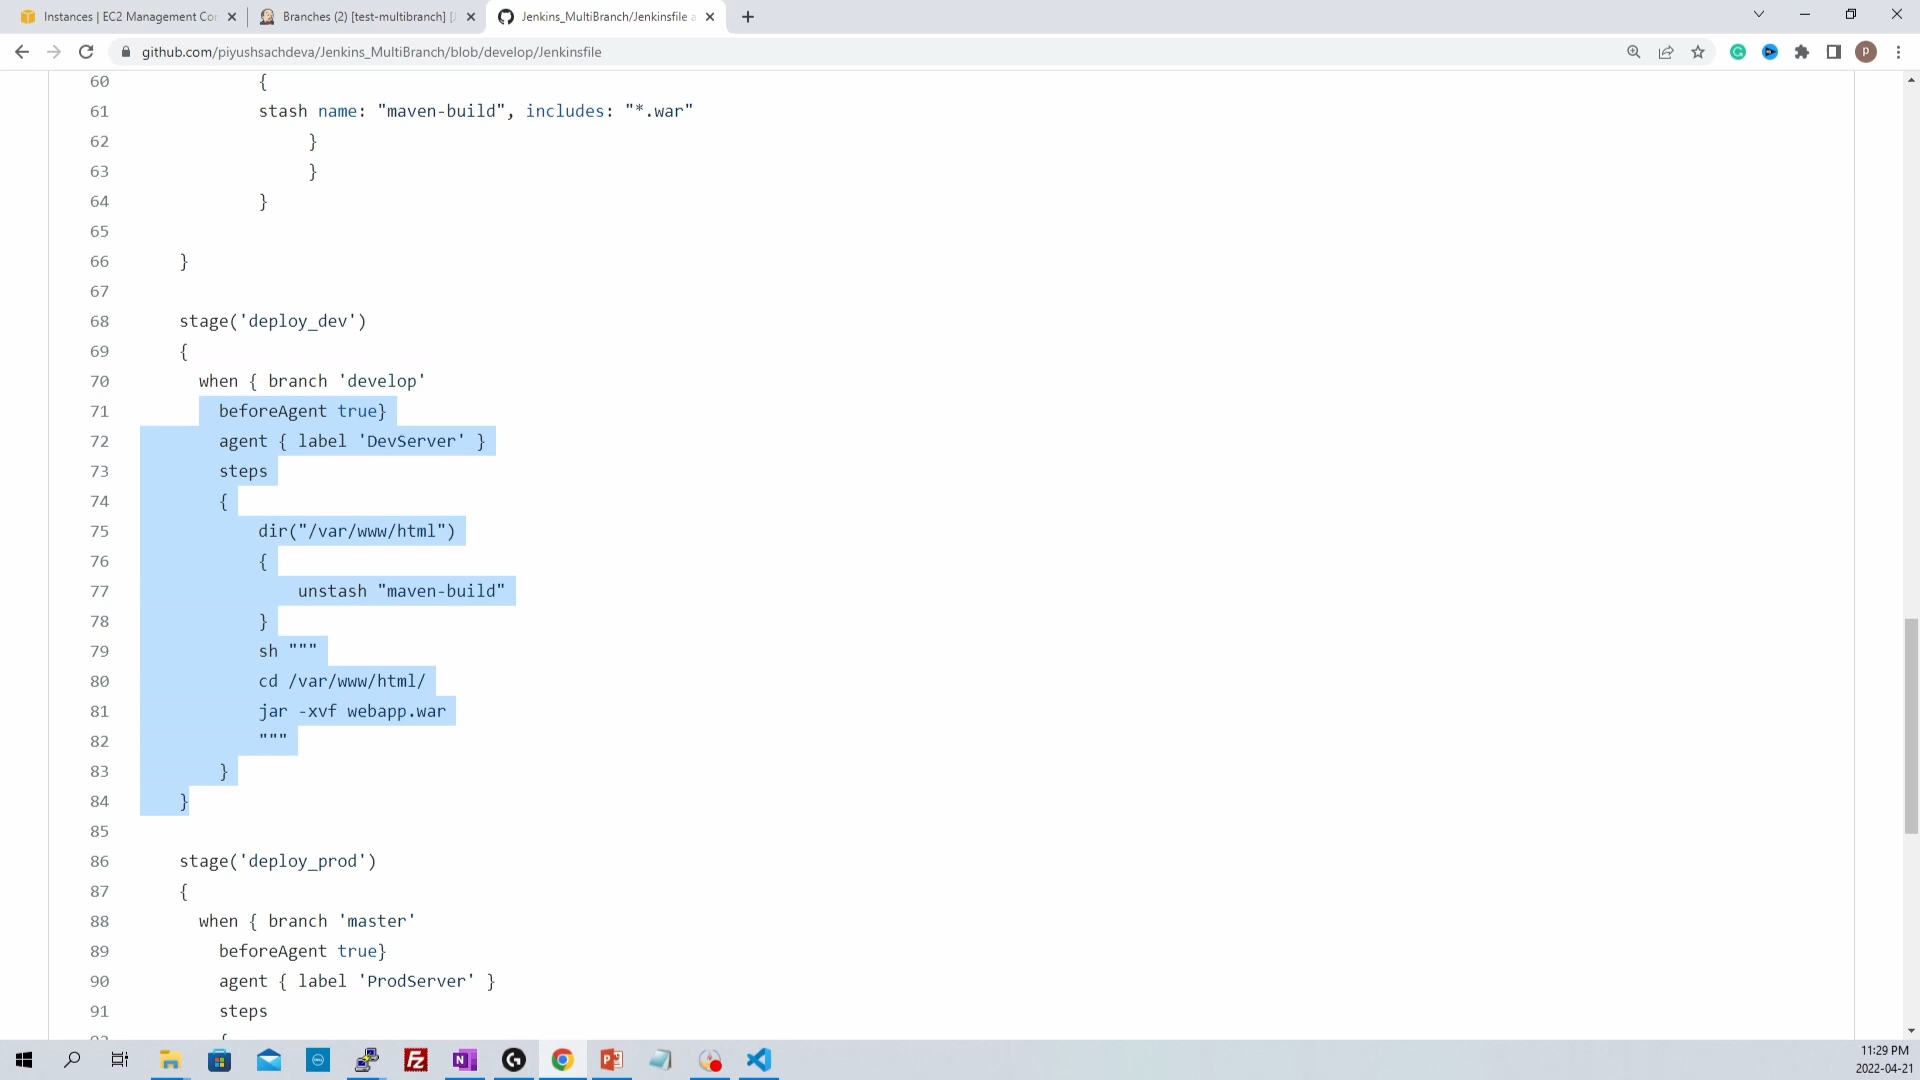 Instances | EC2 Management Con
Branches (2) [test-multibranch] [J
Jenkins_MultiBranch/Jenkinsfile a
github.com/piyushsachdeva/Jenkins_MultiBranch/blob/develop/Jenkinsfile
P
60 {
61 stash name: "maven-build", includes: "*.war"
62 }
63 }
64 }
65
66 }
67
68 stage('deploy_dev')
69 {
70 when { branch 'develop'
71 beforeAgent true}
72 agent { label 'DevServer' }
73 steps
74 {
75 dir("/var/www/html")
76 {
77 unstash "maven-build"
78 }
79 sh """
80 cd /var/www/html/
81 jar -xvf webapp.war
82 """
83 }
84 }
85
86 stage('deploy_prod')
87 {
88 when { branch 'master'
89 beforeAgent true}
90 agent { label 'ProdServer' }
91 steps
92 {
11:29 PM
2022-04-21